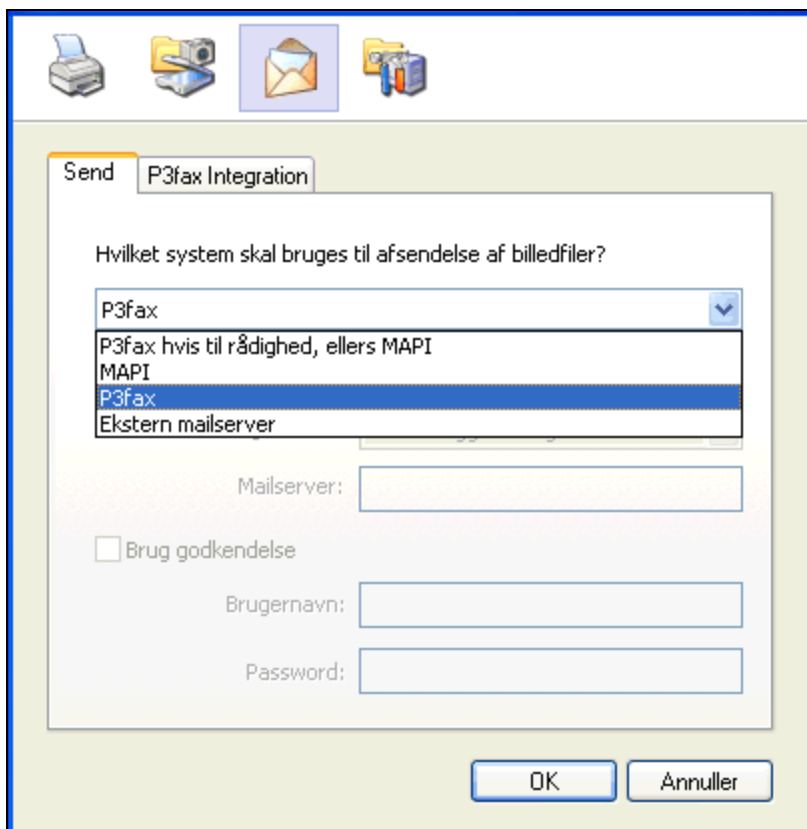 Send
P3fax Integration
Hvilket system skal bruges til afsendelse af billedfiler?
P3fax
P3fax hvis til rådighed, ellers MAPI
MAPI
P3fax
Ekstern mailserver
Mailserver:
Brug godkendelse
Brugernavn:
Password:
OK
Annuller